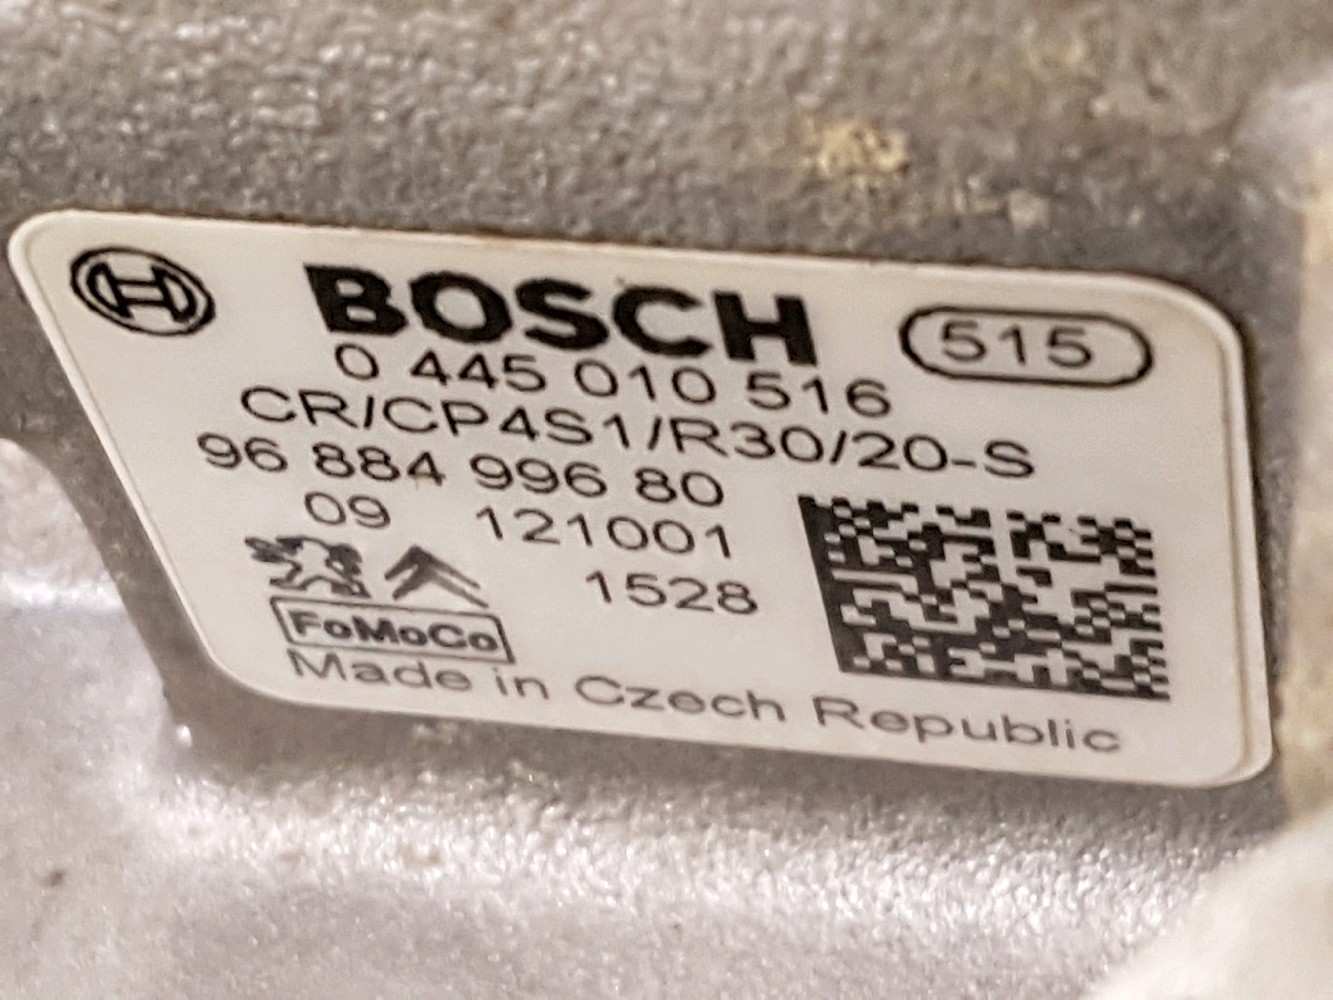 BOSCH 515
0 445 010 516
CR/CP4S1/R30/20-S
96 884 996 80
09 121001
1528
FoMoCo
Made in Czech Republic